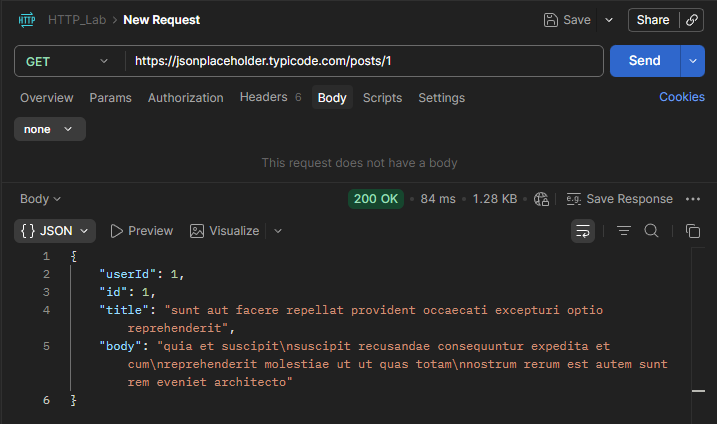 HTTP HTTP_Lab > New Request Save Share
GET https://jsonplaceholder.typicode.com/posts/1 Send
Overview Params Authorization Headers 6 Body Scripts Settings Cookies
none
This request does not have a body
Body 200 OK • 84 ms • 1.28 KB • e.g. Save Response
{} JSON Preview Visualize
1 {
2 "userId": 1,
3 "id": 1,
4 "title": "sunt aut facere repellat provident occaecati excepturi optio
reprehenderit",
5 "body": "quia et suscipit\nsuscipit recusandae consequuntur expedita et
cum\nreprehenderit molestiae ut ut quas totam\nnostrum rerum est autem sunt
rem eveniet architecto"
6 }